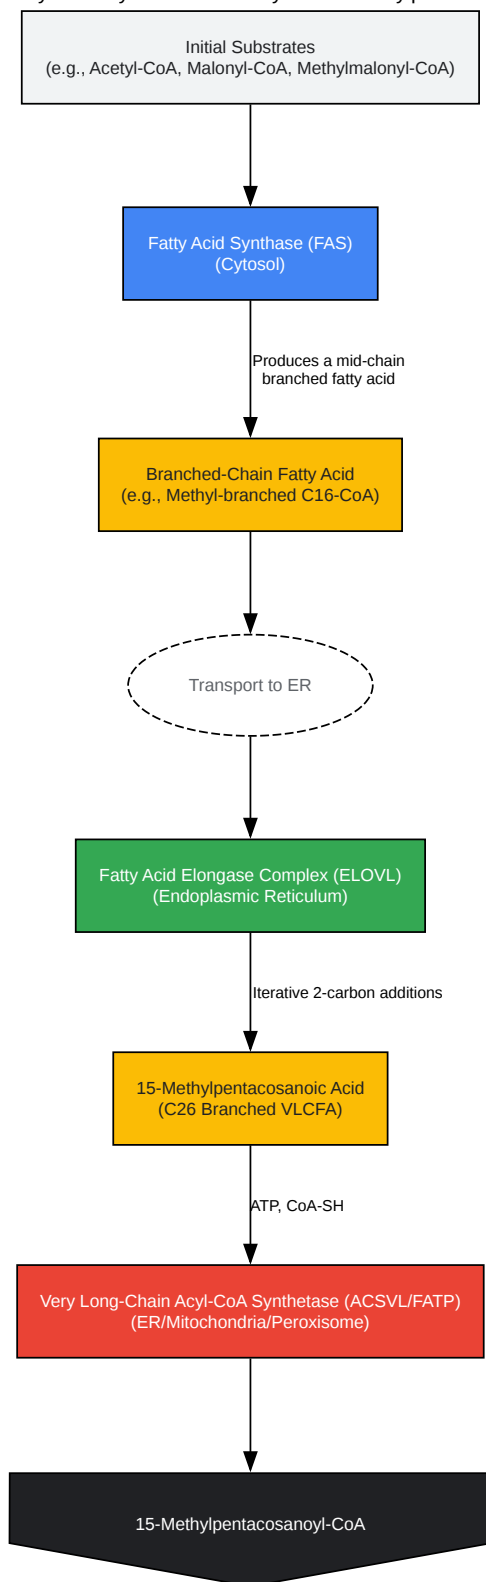 Initial Substrates
(e.g., Acetyl-CoA, Malonyl-CoA, Methylmalonyl-CoA)
Fatty Acid Synthase (FAS)
(Cytosol)
Produces a mid-chain
branched fatty acid
Branched-Chain Fatty Acid
(e.g., Methyl-branched C16-CoA)
Transport to ER
Fatty Acid Elongase Complex (ELOVL)
(Endoplasmic Reticulum)
Iterative 2-carbon additions
15-Methylpentacosanoic Acid
(C26 Branched VLCFA)
ATP, CoA-SH
Very Long-Chain Acyl-CoA Synthetase (ACSVL/FATP)
(ER/Mitochondria/Peroxisome)
15-Methylpentacosanoyl-CoA